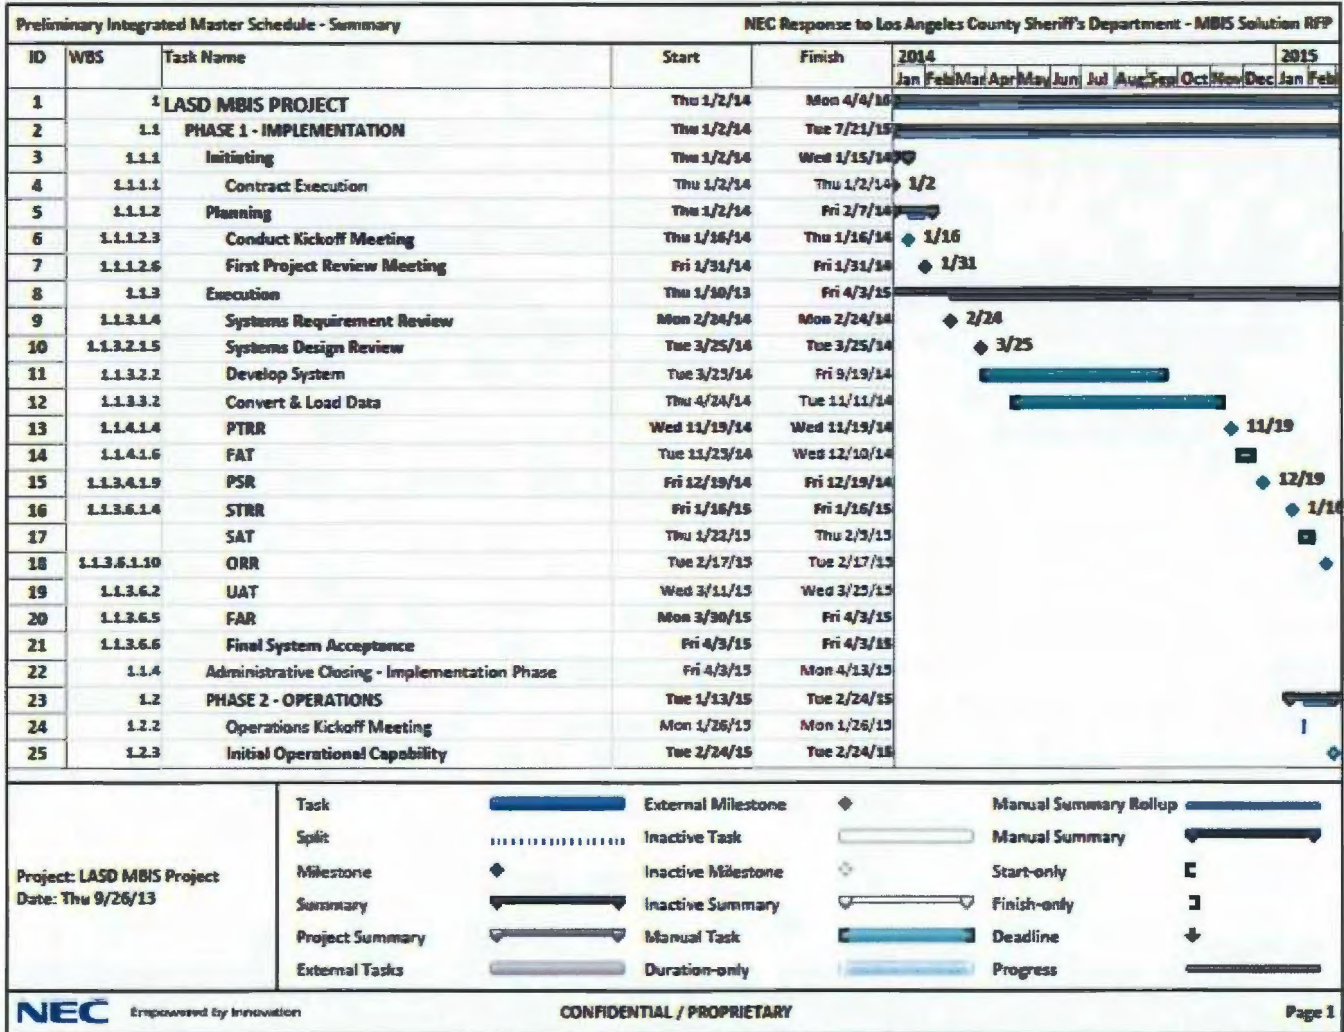 Preliminary Integrated Master Schedule - Summary NEC Response to Los Angeles County Sheriff's Department - MBIS Solution RFP
ID WBS Task Name Start Finish 2014 2015
Jan Feb Mar Apr May Jun Jul Aug Sep Oct Nov Dec Jan Feb
1 1 LASD MBIS PROJECT Thu 1/2/14 Mon 4/4/16
2 1.1 PHASE 1 - IMPLEMENTATION Thu 1/2/14 Tue 7/21/15
3 1.1.1 Initiating Thu 1/2/14 Wed 1/15/14
4 1.1.1.1 Contract Execution Thu 1/2/14 Thu 1/2/14 1/2
5 1.1.1.2 Planning Thu 1/2/14 Fri 2/7/14
6 1.1.1.2.3 Conduct Kickoff Meeting Thu 1/16/14 Thu 1/16/14 1/16
7 1.1.1.2.6 First Project Review Meeting Fri 1/31/14 Fri 1/31/14 1/31
8 1.1.3 Execution Thu 1/10/13 Fri 4/3/15
9 1.1.3.1.4 Systems Requirement Review Mon 2/24/14 Mon 2/24/14 2/24
10 1.1.3.2.1.5 Systems Design Review Tue 3/25/14 Tue 3/25/14 3/25
11 1.1.3.2.2 Develop System Tue 3/25/14 Fri 9/19/14
12 1.1.3.3.2 Convert & Load Data Thu 4/24/14 Tue 11/11/14
13 1.1.4.1.4 PTRR Wed 11/19/14 Wed 11/19/14 11/19
14 1.1.4.1.6 FAT Tue 11/25/14 Wed 12/10/14
15 1.1.3.4.1.9 PSR Fri 12/19/14 Fri 12/19/14 12/19
16 1.1.3.6.1.4 STRR Fri 1/16/15 Fri 1/16/15 1/16
17 SAT Thu 1/22/15 Thu 2/5/15
18 1.1.3.6.1.10 ORR Tue 2/17/15 Tue 2/17/15
19 1.1.3.6.2 UAT Wed 3/11/15 Wed 3/25/15
20 1.1.3.6.5 FAR Mon 3/30/15 Fri 4/3/15
21 1.1.3.6.6 Final System Acceptance Fri 4/3/15 Fri 4/3/15
22 1.1.4 Administrative Closing - Implementation Phase Fri 4/3/15 Mon 4/13/15
23 1.2 PHASE 2 - OPERATIONS Tue 1/13/15 Tue 2/24/15
24 1.2.2 Operations Kickoff Meeting Mon 1/26/15 Mon 1/26/15
25 1.2.3 Initial Operational Capability Tue 2/24/15 Tue 2/24/15
Project: LASD MBIS Project
Date: Thu 9/26/13
Task External Milestone Manual Summary Rollup
Split Inactive Task Manual Summary
Milestone Inactive Milestone Start-only
Summary Inactive Summary Finish-only
Project Summary Manual Task Deadline
External Tasks Duration-only Progress
NEC Empowered by Innovation CONFIDENTIAL / PROPRIETARY Page 1